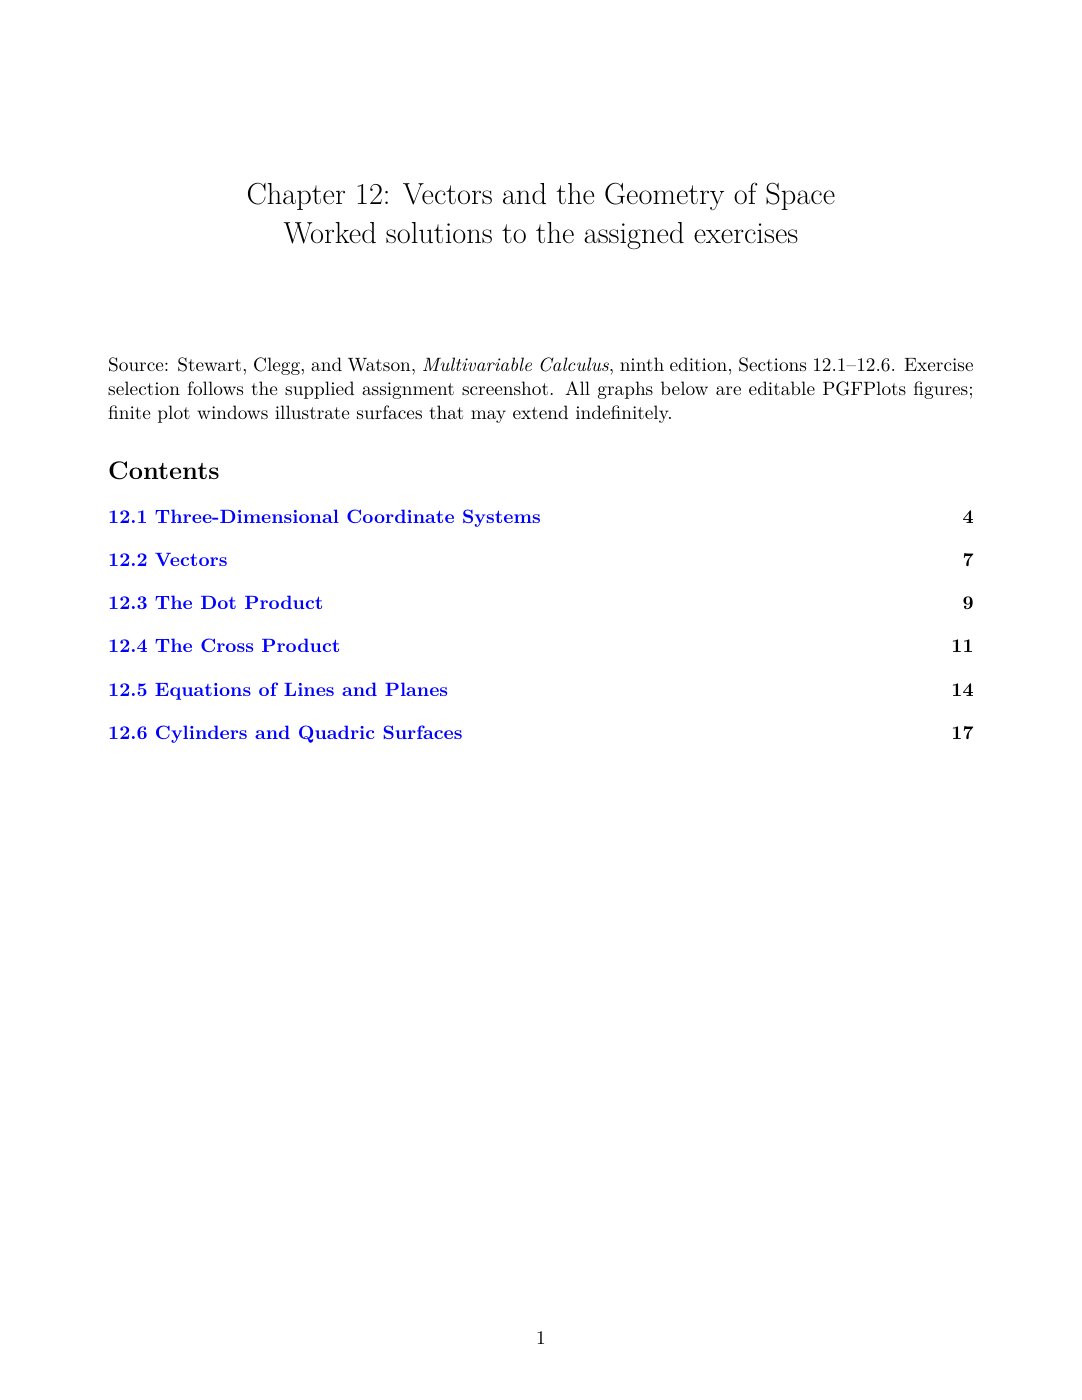 Chapter 12: Vectors and the Geometry of Space
Worked solutions to the assigned exercises
Source: Stewart, Clegg, and Watson, Multivariable Calculus, ninth edition, Sections 12.1–12.6. Exercise
selection follows the supplied assignment screenshot. All graphs below are editable PGFPlots figures;
finite plot windows illustrate surfaces that may extend indefinitely.
Contents
12.1 Three-Dimensional Coordinate Systems 4
12.2 Vectors 7
12.3 The Dot Product 9
12.4 The Cross Product 11
12.5 Equations of Lines and Planes 14
12.6 Cylinders and Quadric Surfaces 17
1